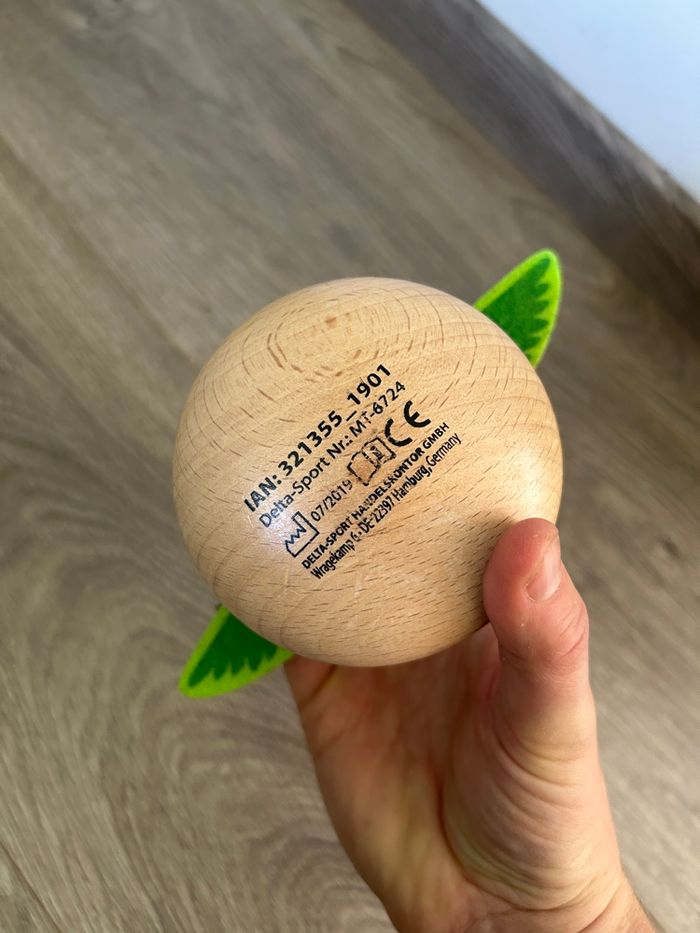 IAN: 321355_1901
Delta-Sport Nr.: MT-6724
07/2019 i CE
DELTA-SPORT HANDELSKONTOR GMBH
Wragekamp 6 · DE-22397 Hamburg, Germany